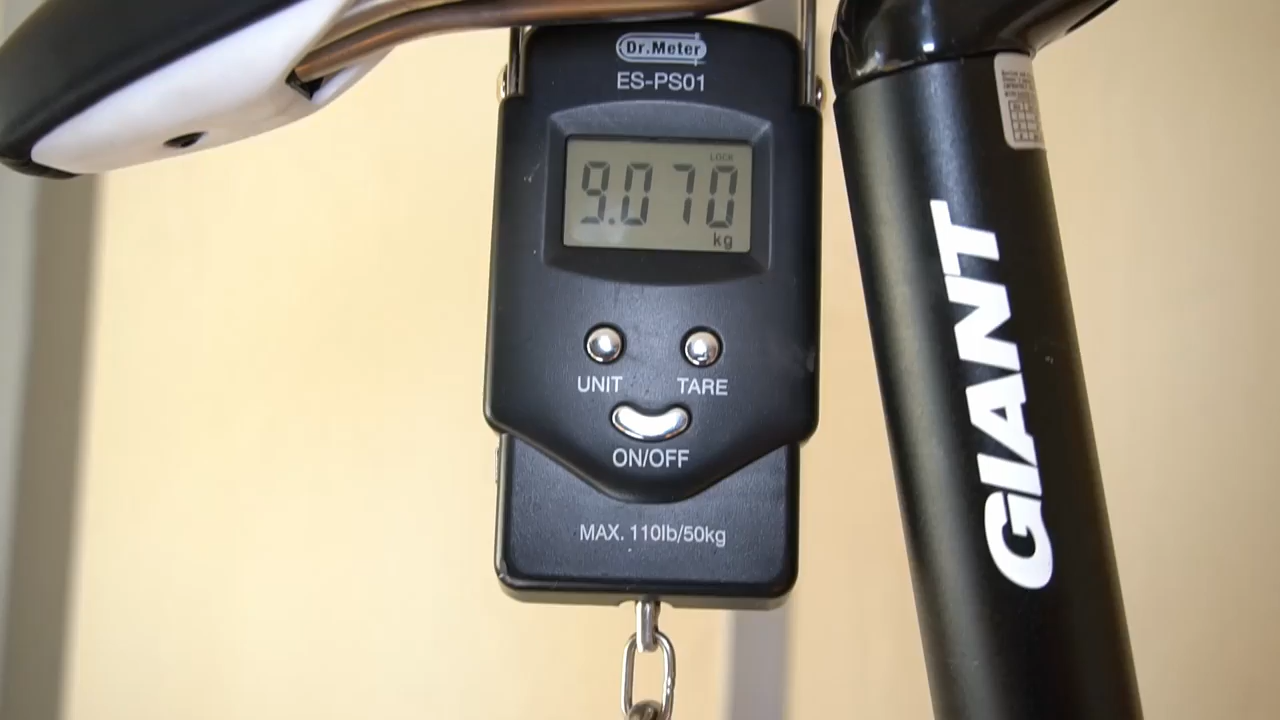 Dr.Meter
ES-PS01
LOCK
9.070
kg
UNIT TARE
ON/OFF
MAX. 110lb/50kg
GIANT